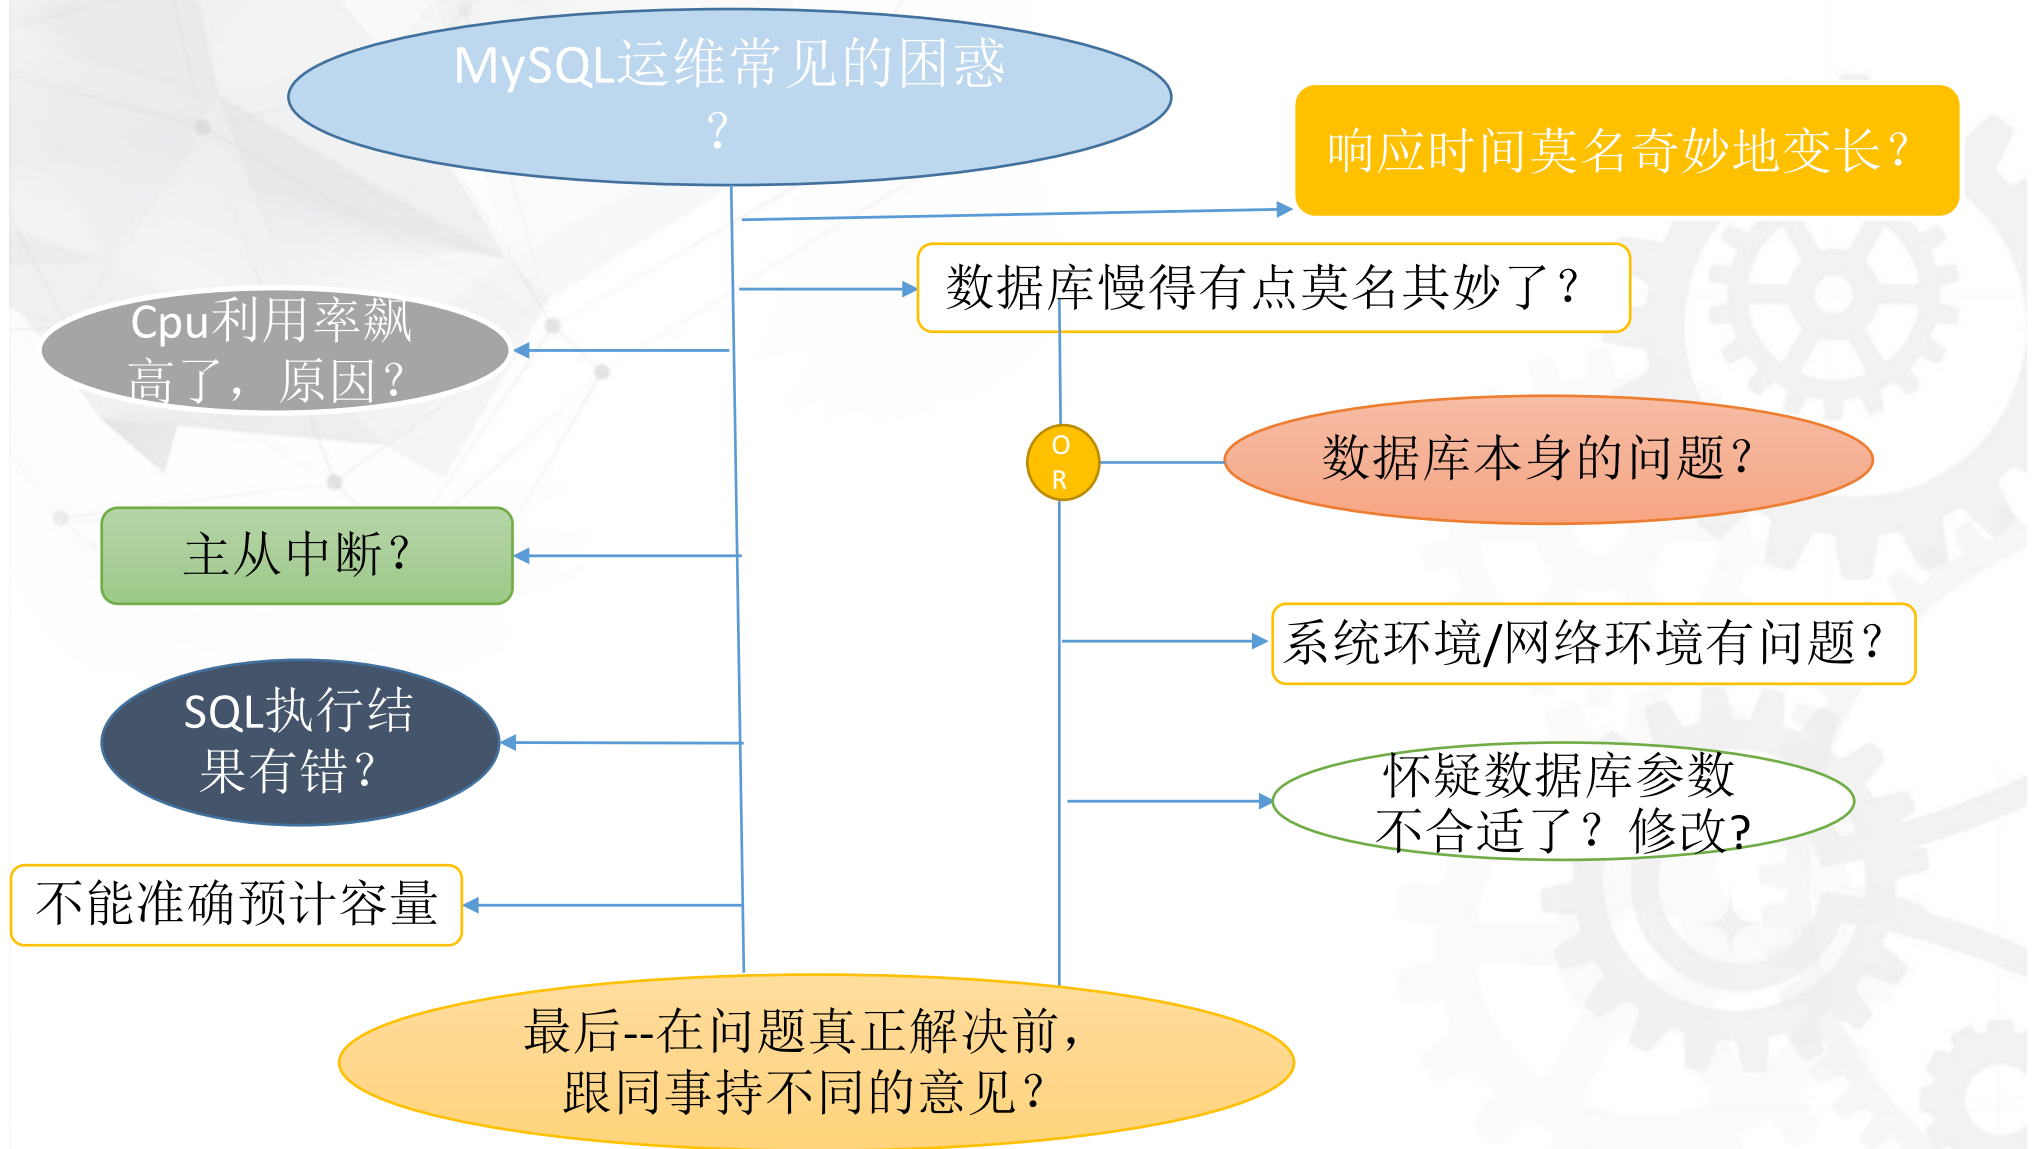 MySQL运维常见的困惑
？
响应时间莫名奇妙地变长？
数据库慢得有点莫名其妙了？
Cpu利用率飙
高了，原因？
O
R
数据库本身的问题？
主从中断？
系统环境/网络环境有问题？
SQL执行结
果有错？
怀疑数据库参数
不合适了？修改?
不能准确预计容量
最后--在问题真正解决前，
跟同事持不同的意见？